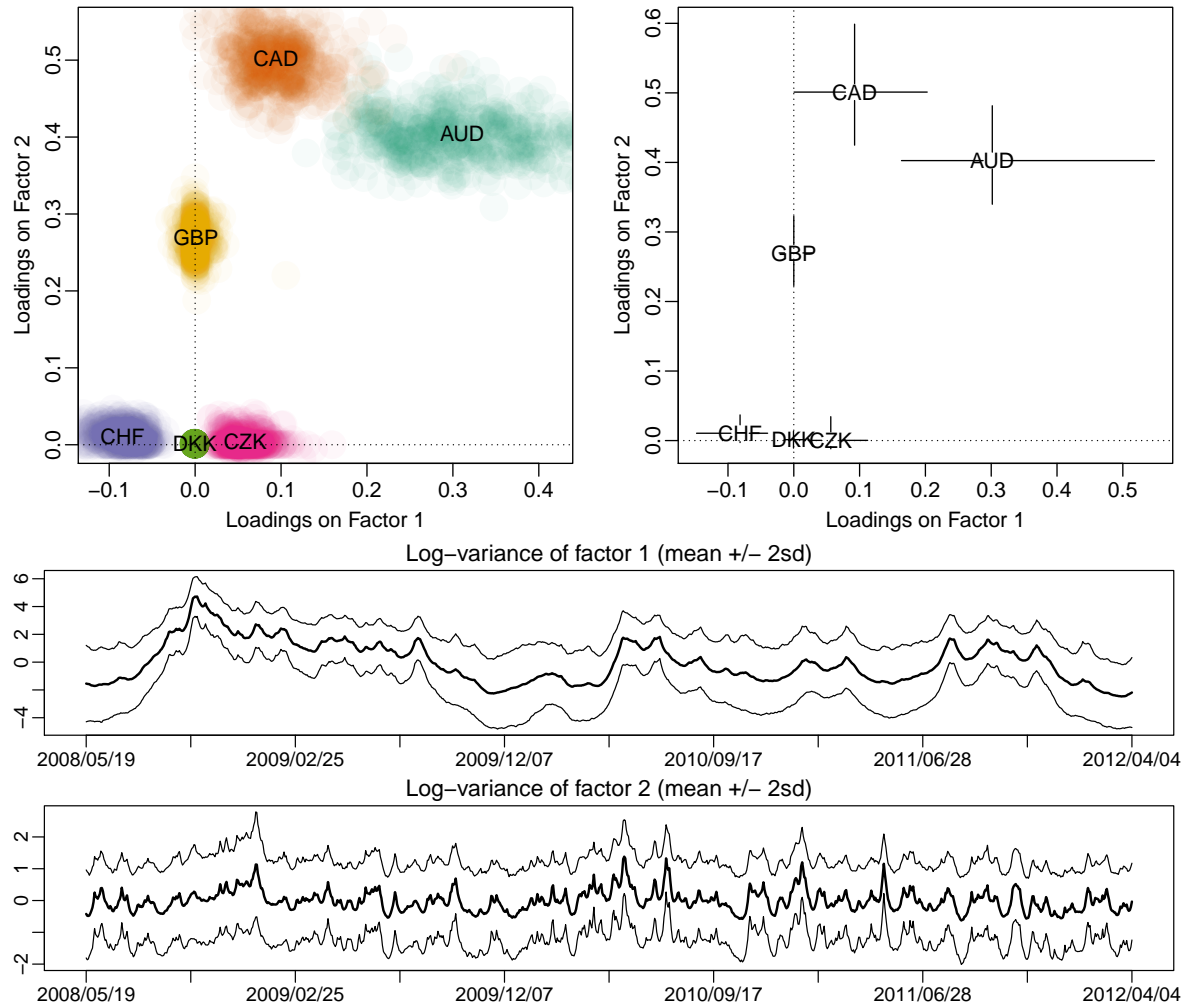 Loadings on Factor 2
0.0 0.1 0.2 0.3 0.4 0.5
CAD
AUD
GBP
CHF
DKK
CZK
−0.1 0.0 0.1 0.2 0.3 0.4
Loadings on Factor 1
Loadings on Factor 2
0.0 0.1 0.2 0.3 0.4 0.5 0.6
CAD
AUD
GBP
CHF
DKK
CZK
−0.1 0.0 0.1 0.2 0.3 0.4 0.5
Loadings on Factor 1
Log−variance of factor 1 (mean +/− 2sd)
−4 0 2 4 6
2008/05/19 2009/02/25 2009/12/07 2010/09/17 2011/06/28 2012/04/04
Log−variance of factor 2 (mean +/− 2sd)
−2 0 1 2
2008/05/19 2009/02/25 2009/12/07 2010/09/17 2011/06/28 2012/04/04